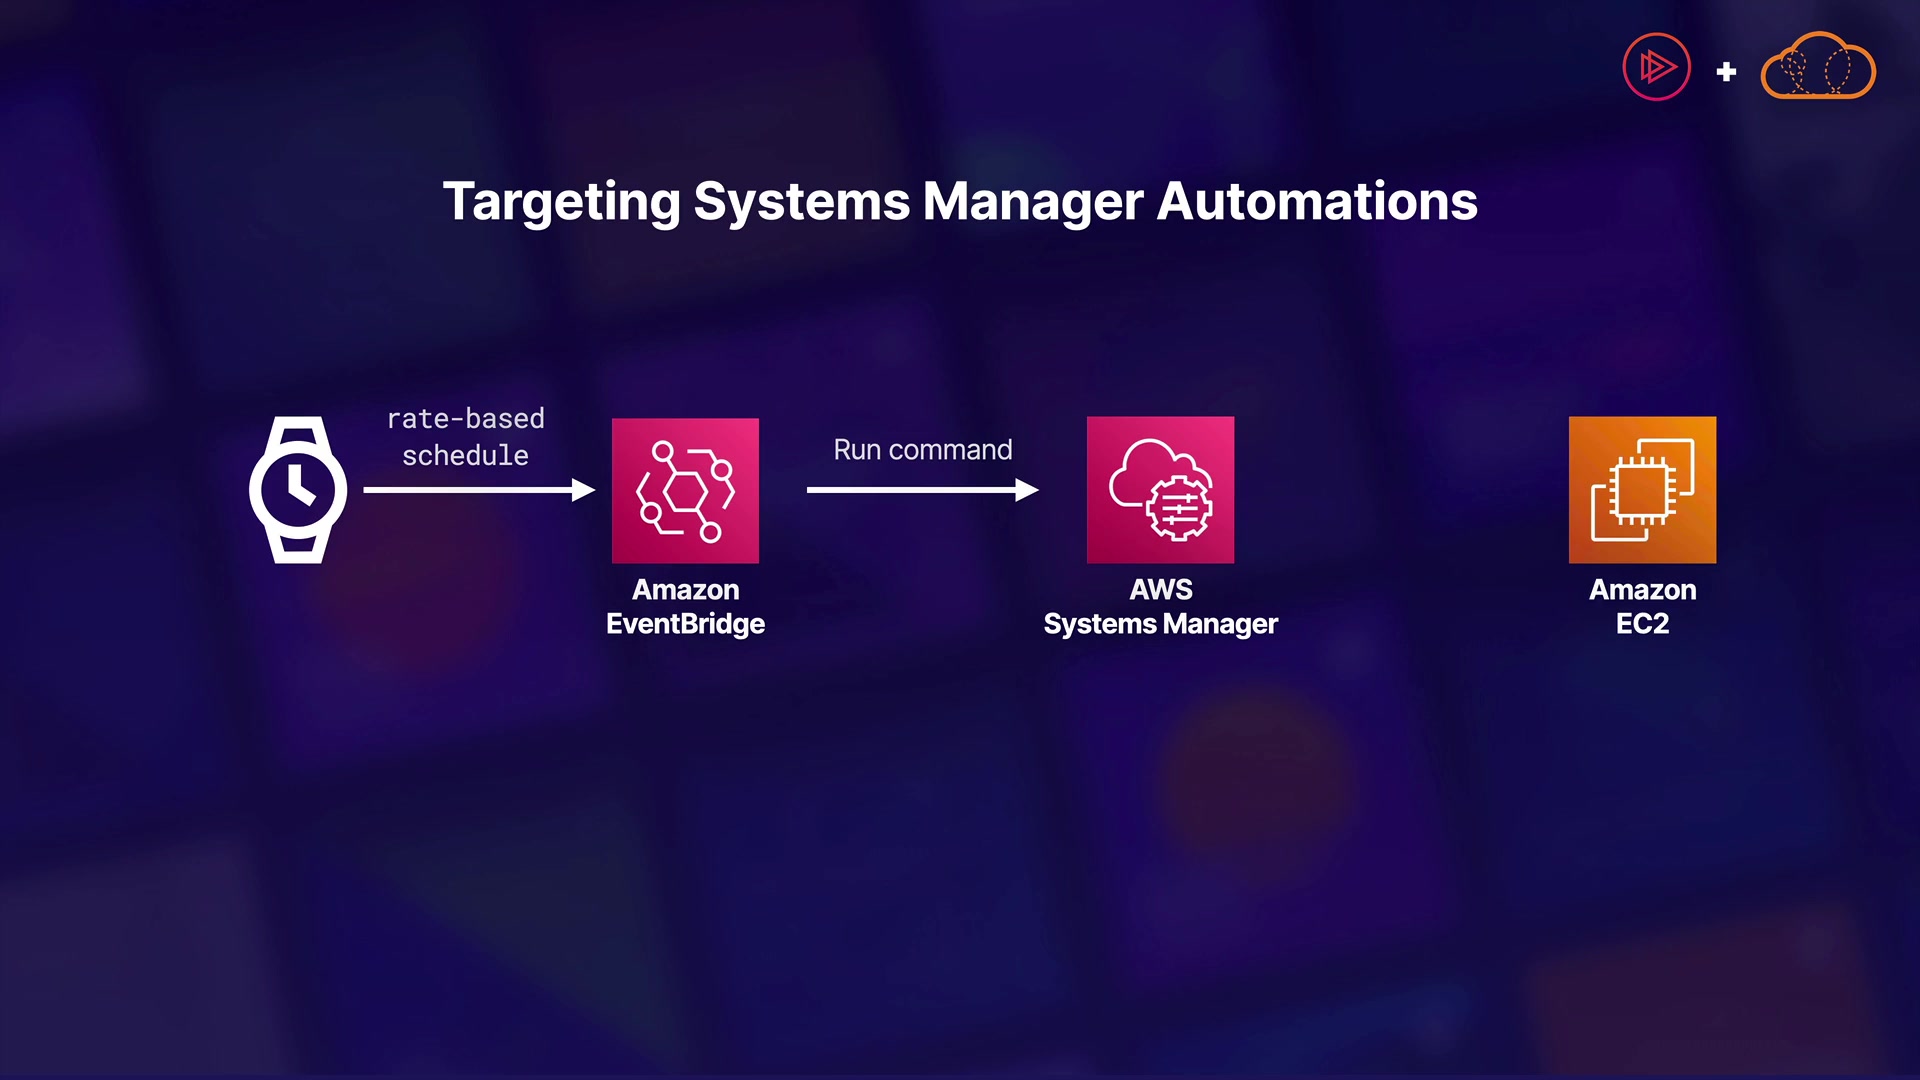 Targeting Systems Manager Automations
rate-based
schedule
Run command
Amazon
EventBridge
AWS
Systems Manager
Amazon
EC2